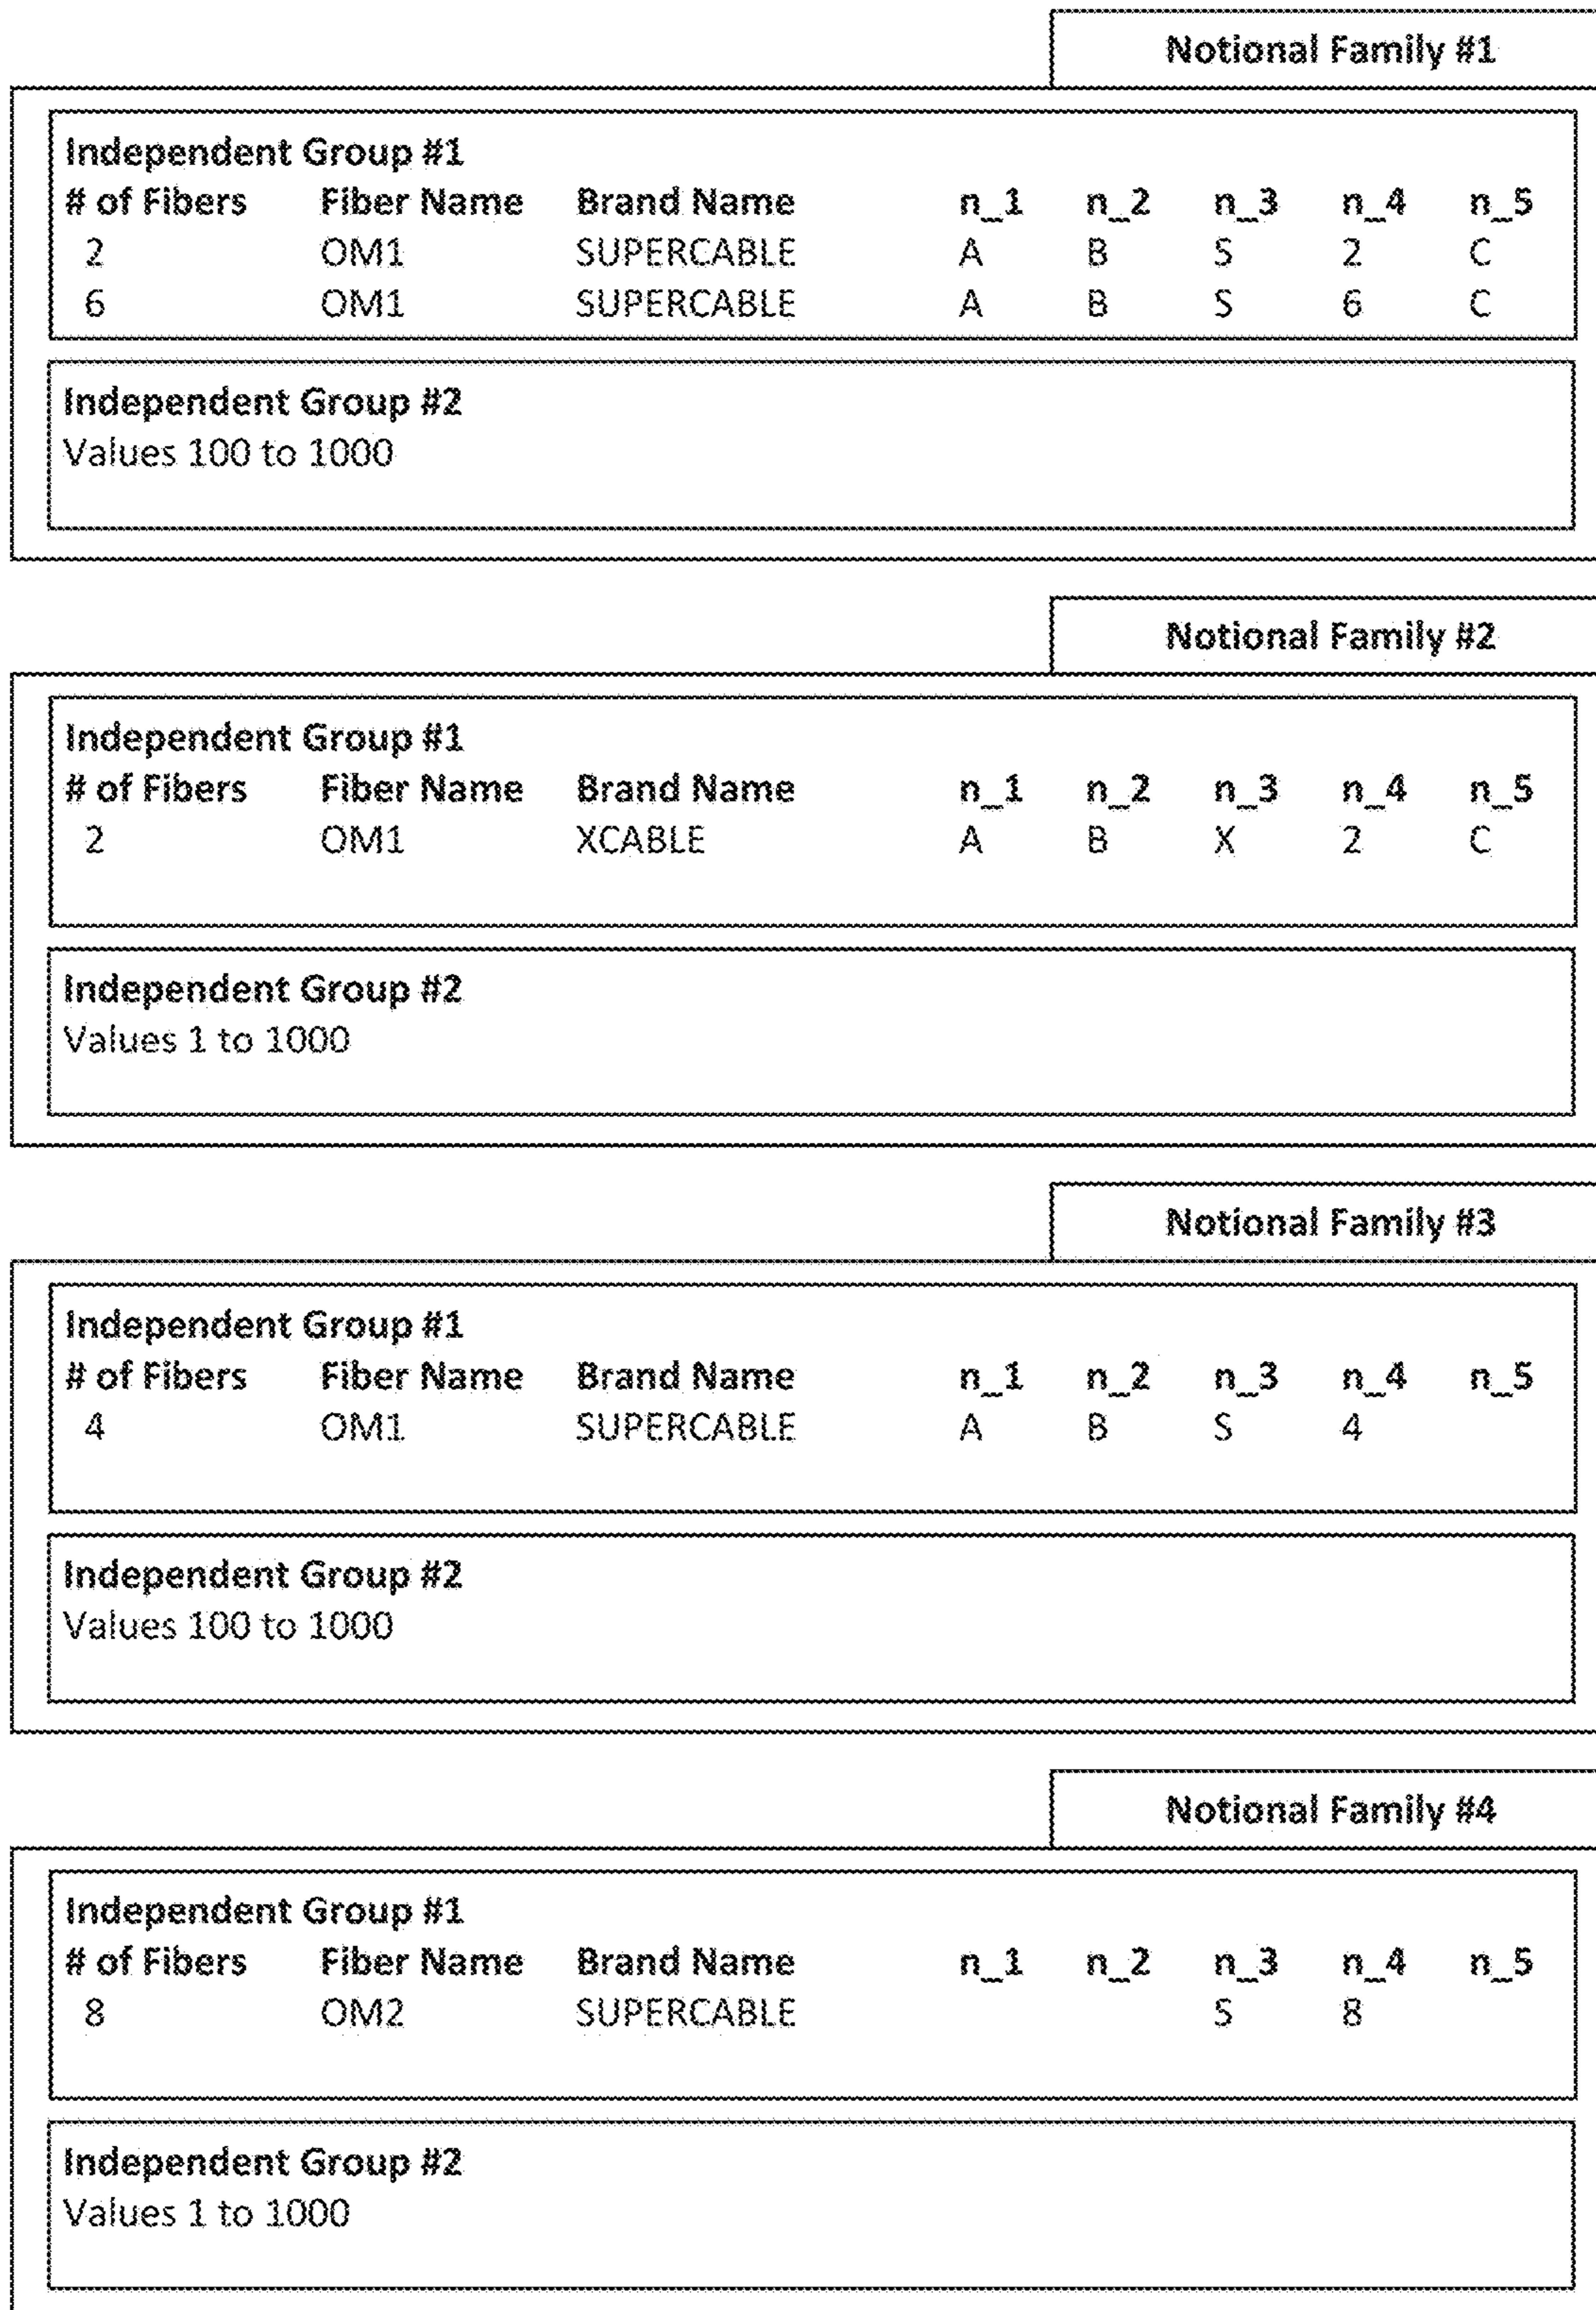 Notional Family #1
Independent Group #1
# of Fibers Fiber Name Brand Name n_1 n_2 n_3 n_4 n_5
2 OM1 SUPERCABLE A B S 2 C
6 OM1 SUPERCABLE A B S 6 C
Independent Group #2
Values 100 to 1000
Notional Family #2
Independent Group #1
# of Fibers Fiber Name Brand Name n_1 n_2 n_3 n_4 n_5
2 OM1 XCABLE A B X 2 C
Independent Group #2
Values 1 to 1000
Notional Family #3
Independent Group #1
# of Fibers Fiber Name Brand Name n_1 n_2 n_3 n_4 n_5
4 OM1 SUPERCABLE A B S 4
Independent Group #2
Values 100 to 1000
Notional Family #4
Independent Group #1
# of Fibers Fiber Name Brand Name n_1 n_2 n_3 n_4 n_5
8 OM2 SUPERCABLE S 8
Independent Group #2
Values 1 to 1000